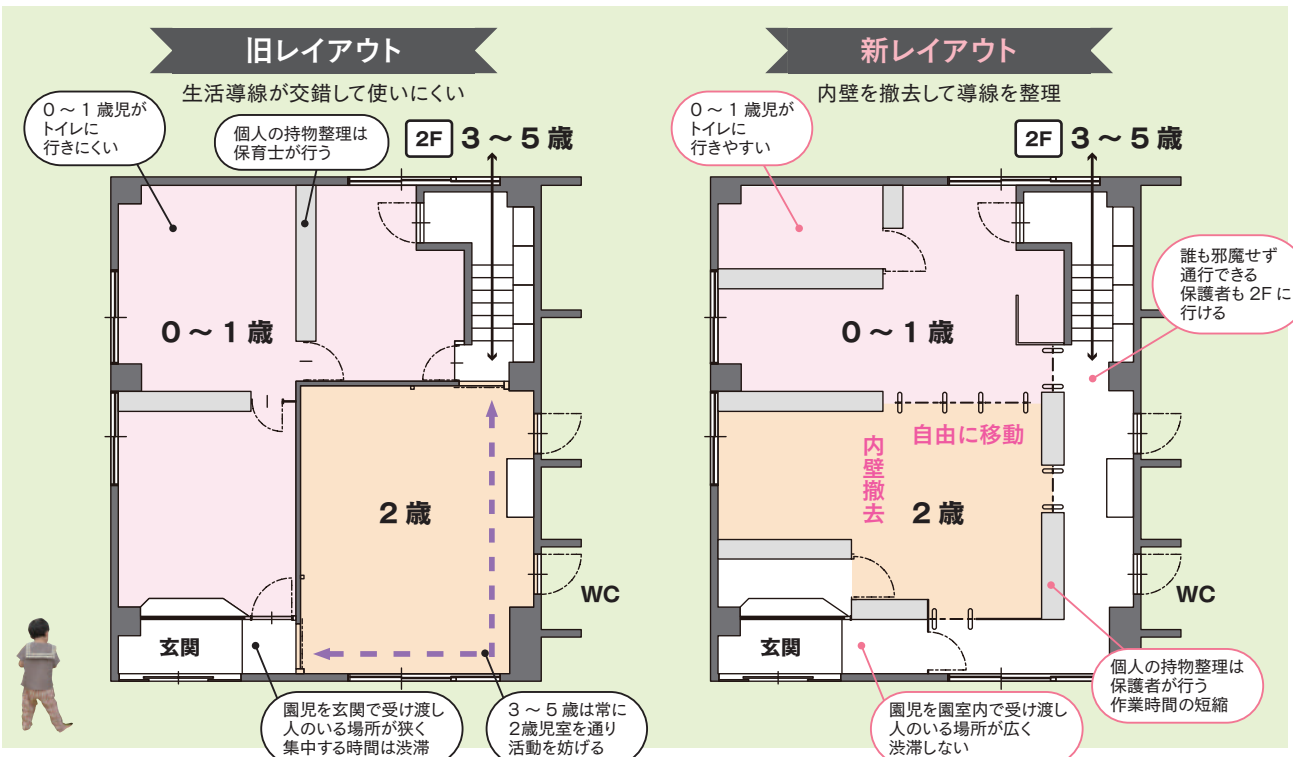 旧レイアウト
生活導線が交錯して使いにくい
0〜1歳児が
トイレに
行きにくい
個人の持物整理は
保育士が行う
2F 3〜5歳
0〜1歳
2歳
WC
玄関
園児を玄関で受け渡し
人のいる場所が狭く
集中する時間は渋滞
3〜5歳は常に
2歳児室を通り
活動を妨げる
新レイアウト
内壁を撤去して導線を整理
0〜1歳児が
トイレに
行きやすい
2F 3〜5歳
誰も邪魔せず
通行できる
保護者も2Fに
行ける
0〜1歳
自由に移動
内壁撤去
2歳
WC
玄関
園児を園室内で受け渡し
人のいる場所が広く
渋滞しない
個人の持物整理は
保護者が行う
作業時間の短縮